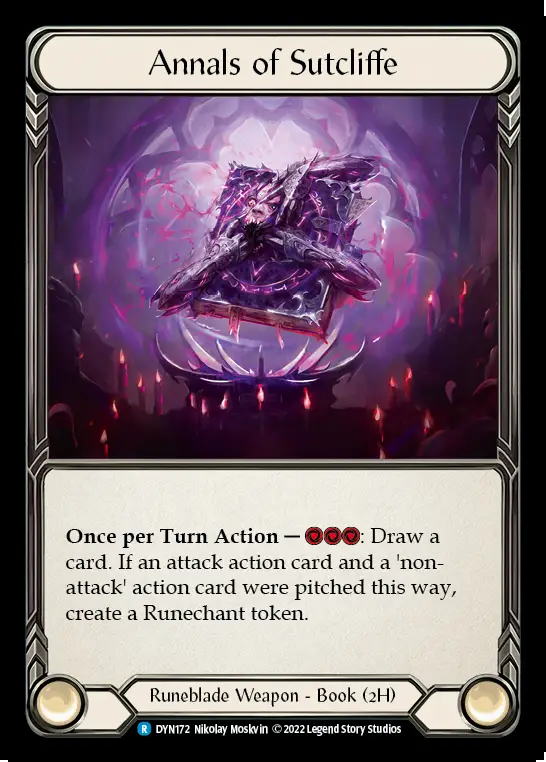 Annals of Sutcliffe
Once per Turn Action — : Draw a
card. If an attack action card and a 'non-
attack' action card were pitched this way,
create a Runechant token.
Runeblade Weapon - Book (2H)
R DYN172 Nikolay Moskvin © 2022 Legend Story Studios